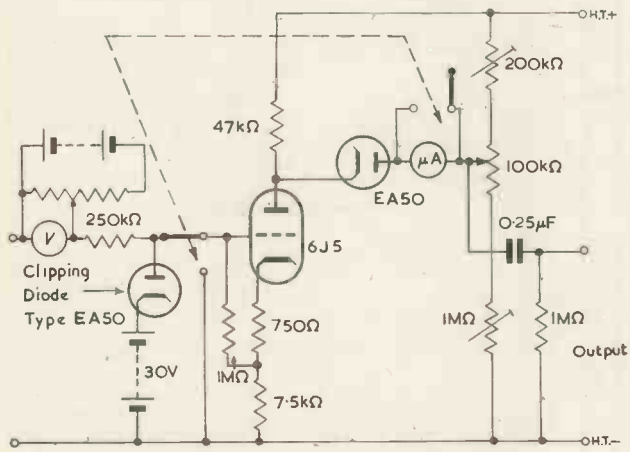 H.T.+
200kΩ
47kΩ
μA
100kΩ
EA50
250kΩ
0·25μF
V
6J5
Clipping
Diode
Type EA50
750Ω
1MΩ
1MΩ
1MΩ
Output
30V
7·5kΩ
H.T.–